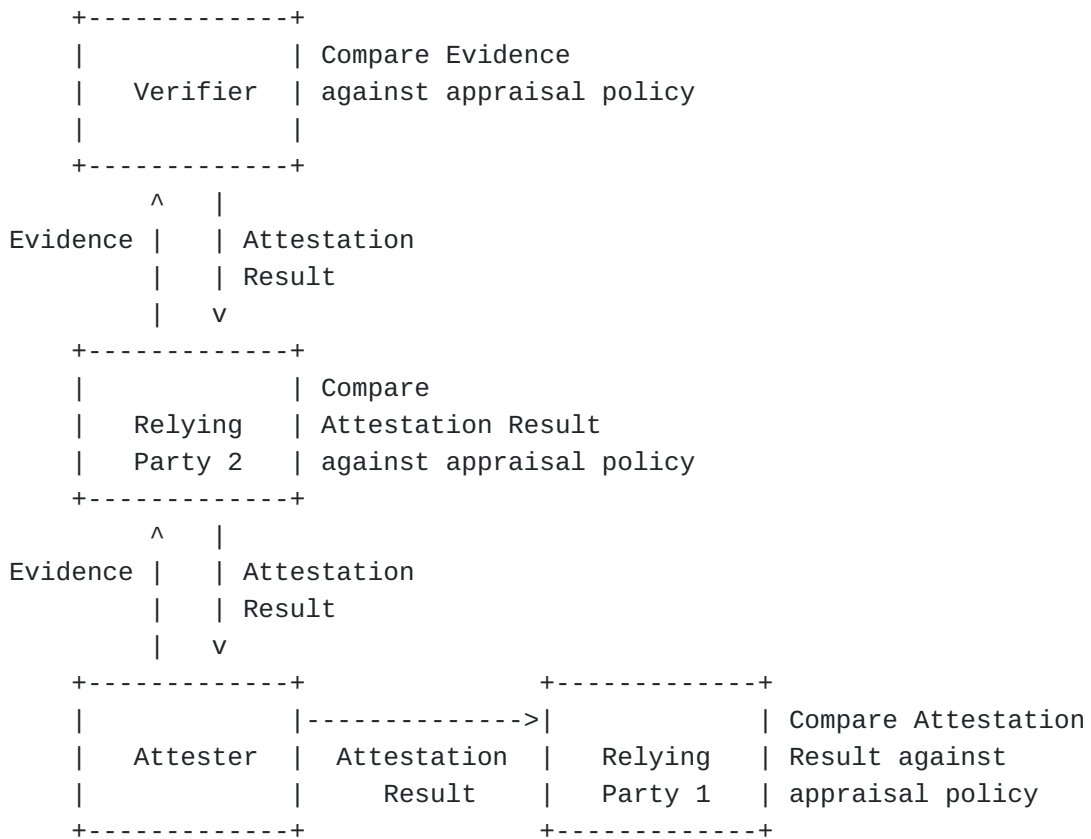 +-------------+
|             | Compare Evidence
|   Verifier  | against appraisal policy
|             |
+-------------+
     ^   |
Evidence |   | Attestation
     |   | Result
     |   v
+-------------+
|             | Compare
|   Relying   | Attestation Result
|   Party 2   | against appraisal policy
+-------------+
     ^   |
Evidence |   | Attestation
     |   | Result
     |   v
+-------------+               +-------------+
|             |-------------->|             | Compare Attestation
|   Attester  |  Attestation  |   Relying   | Result against
|             |     Result    |   Party 1   | appraisal policy
+-------------+               +-------------+